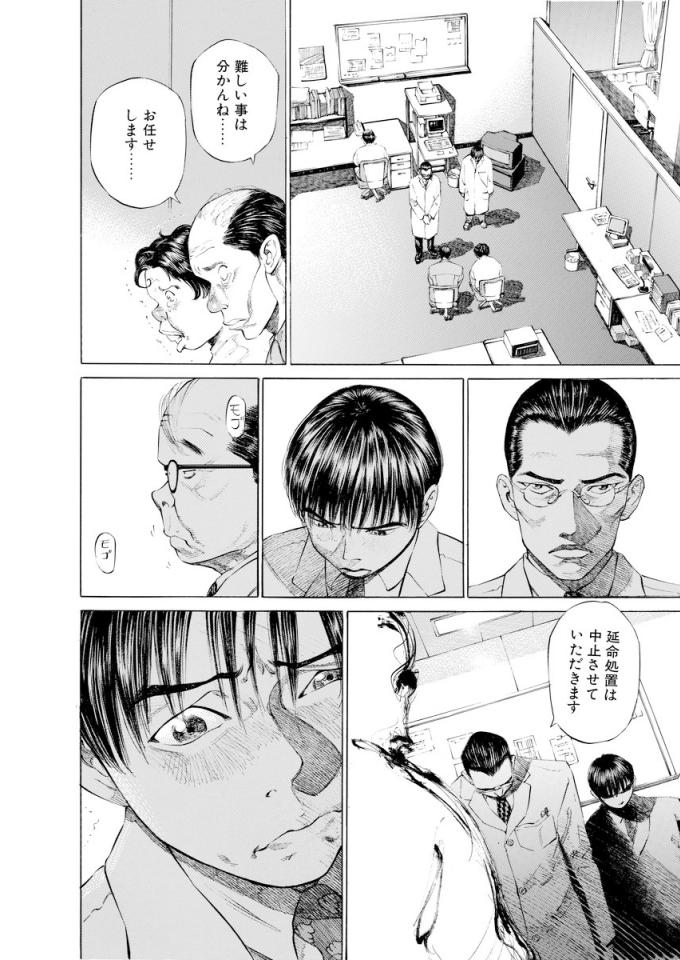 難しい事は
分かんね……
お任せ
します……
モゴ
モゴ
延命処置は
中止させて
いただきます